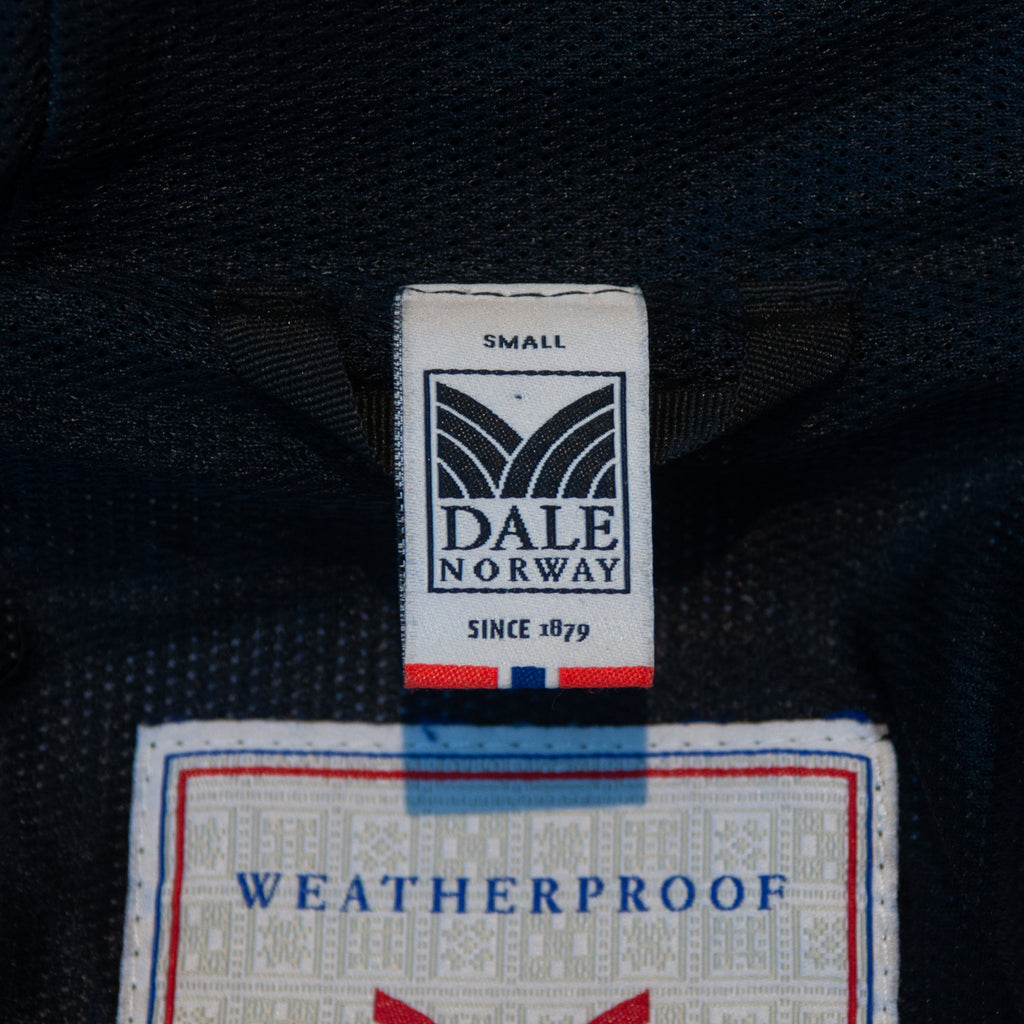 SMALL
DALE
NORWAY
SINCE 1879
WEATHERPROOF